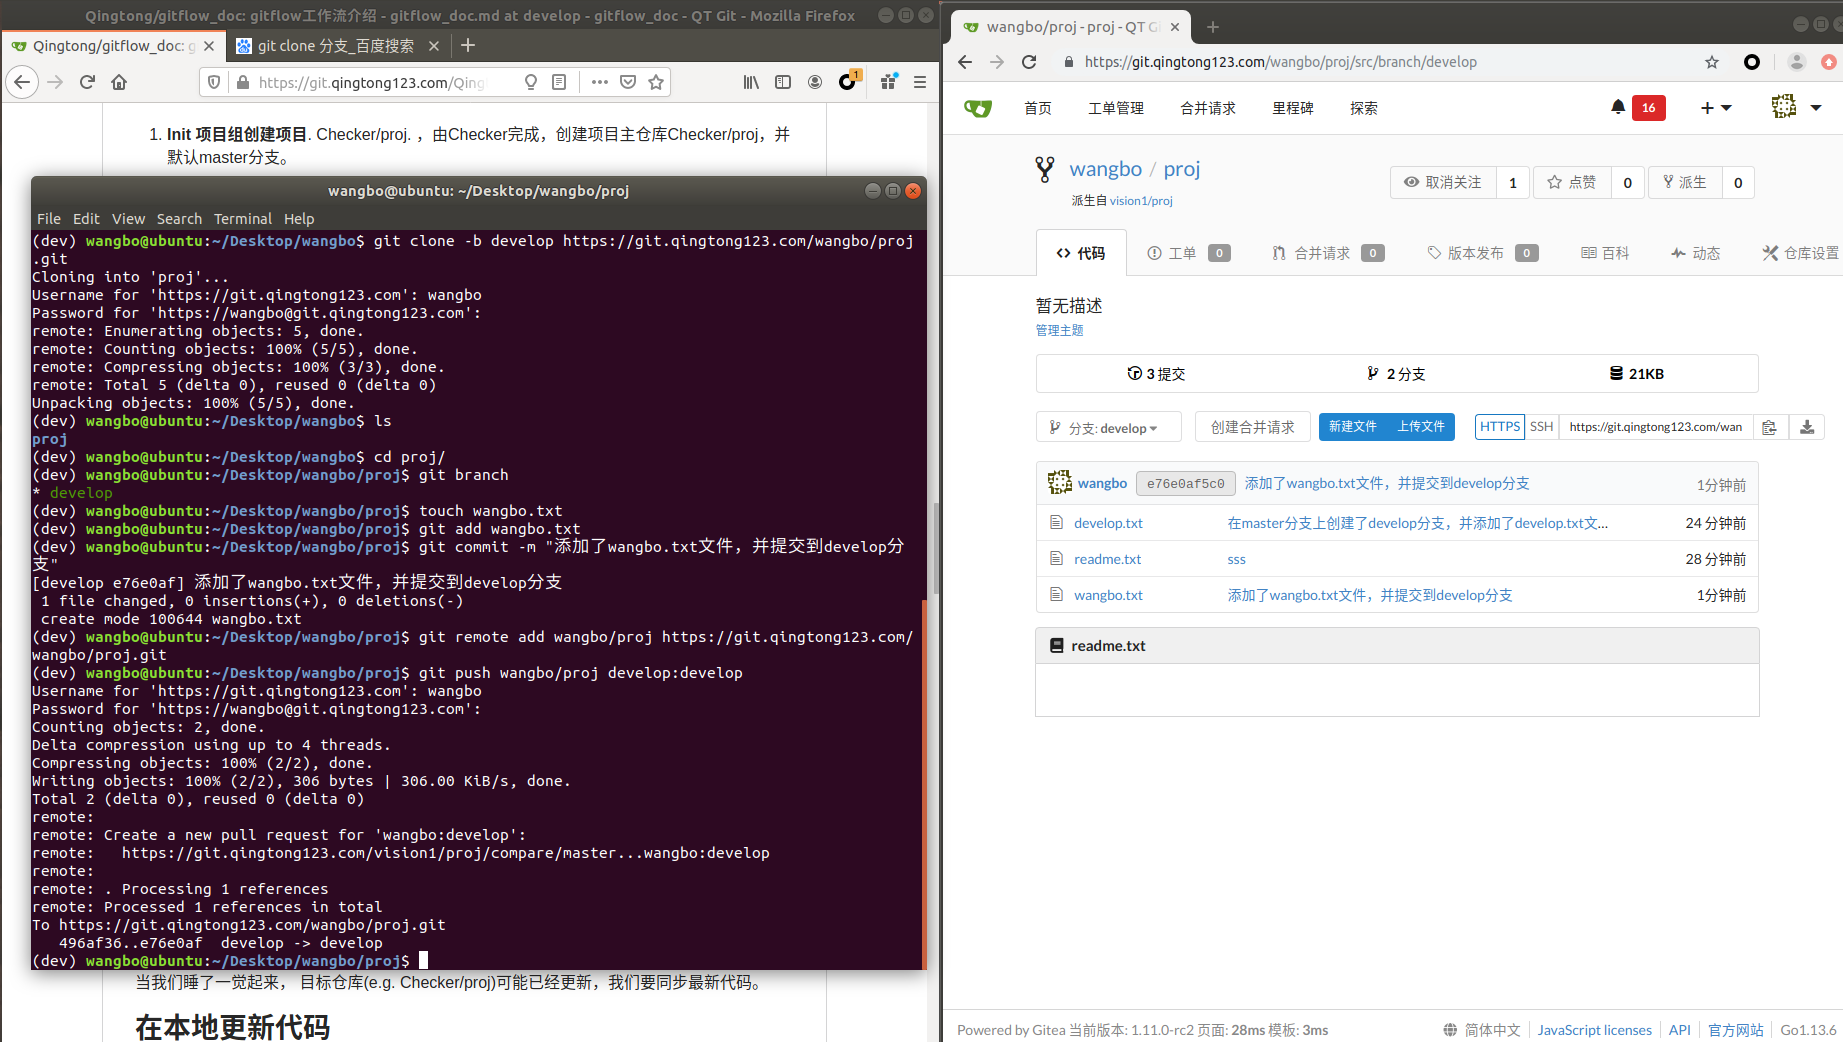 Qingtong/gitflow_doc: gitflow工作流介绍 - gitflow_doc.md at develop - gitflow_doc - QT Git - Mozilla Firefox
Qingtong/gitflow_doc: g
git clone 分支_百度搜索
https://git.qingtong123.com/Qing
1
1. Init 项目组创建项目. Checker/proj. ，由Checker完成，创建项目主仓库Checker/proj，并
默认master分支。
wangbo@ubuntu: ~/Desktop/wangbo/proj
File Edit View Search Terminal Help
(dev) wangbo@ubuntu:~/Desktop/wangbo$ git clone -b develop https://git.qingtong123.com/wangbo/proj
.git
Cloning into 'proj'...
Username for 'https://git.qingtong123.com': wangbo
Password for 'https://wangbo@git.qingtong123.com':
remote: Enumerating objects: 5, done.
remote: Counting objects: 100% (5/5), done.
remote: Compressing objects: 100% (3/3), done.
remote: Total 5 (delta 0), reused 0 (delta 0)
Unpacking objects: 100% (5/5), done.
(dev) wangbo@ubuntu:~/Desktop/wangbo$ ls
proj
(dev) wangbo@ubuntu:~/Desktop/wangbo$ cd proj/
(dev) wangbo@ubuntu:~/Desktop/wangbo/proj$ git branch
* develop
(dev) wangbo@ubuntu:~/Desktop/wangbo/proj$ touch wangbo.txt
(dev) wangbo@ubuntu:~/Desktop/wangbo/proj$ git add wangbo.txt
(dev) wangbo@ubuntu:~/Desktop/wangbo/proj$ git commit -m "添加了wangbo.txt文件，并提交到develop分
支"
[develop e76e0af] 添加了wangbo.txt文件，并提交到develop分支
1 file changed, 0 insertions(+), 0 deletions(-)
create mode 100644 wangbo.txt
(dev) wangbo@ubuntu:~/Desktop/wangbo/proj$ git remote add wangbo/proj https://git.qingtong123.com/
wangbo/proj.git
(dev) wangbo@ubuntu:~/Desktop/wangbo/proj$ git push wangbo/proj develop:develop
Username for 'https://git.qingtong123.com': wangbo
Password for 'https://wangbo@git.qingtong123.com':
Counting objects: 2, done.
Delta compression using up to 4 threads.
Compressing objects: 100% (2/2), done.
Writing objects: 100% (2/2), 306 bytes | 306.00 KiB/s, done.
Total 2 (delta 0), reused 0 (delta 0)
remote:
remote: Create a new pull request for 'wangbo:develop':
remote:   https://git.qingtong123.com/vision1/proj/compare/master...wangbo:develop
remote:
remote: . Processing 1 references
remote: Processed 1 references in total
To https://git.qingtong123.com/wangbo/proj.git
496af36..e76e0af  develop -> develop
(dev) wangbo@ubuntu:~/Desktop/wangbo/proj$
当我们睡了一觉起来， 目标仓库(e.g. Checker/proj)可能已经更新，我们要同步最新代码。
在本地更新代码
wangbo/proj - proj - QT G
https://git.qingtong123.com/wangbo/proj/src/branch/develop
首页 工单管理 合并请求 里程碑 探索 16
wangbo / proj
派生自 vision1/proj
取消关注 1 点赞 0 派生 0
代码 工单 0 合并请求 0 版本发布 0 百科 动态 仓库设置
暂无描述
管理主题
3 提交 2 分支 21KB
分支: develop 创建合并请求 新建文件 上传文件 HTTPS SSH https://git.qingtong123.com/wan
wangbo e76e0af5c0 添加了wangbo.txt文件，并提交到develop分支 1分钟前
develop.txt 在master分支上创建了develop分支，并添加了develop.txt文... 24 分钟前
readme.txt sss 28 分钟前
wangbo.txt 添加了wangbo.txt文件，并提交到develop分支 1分钟前
readme.txt
Powered by Gitea 当前版本: 1.11.0-rc2 页面: 28ms 模板: 3ms 简体中文 JavaScript licenses API 官方网站 Go1.13.6